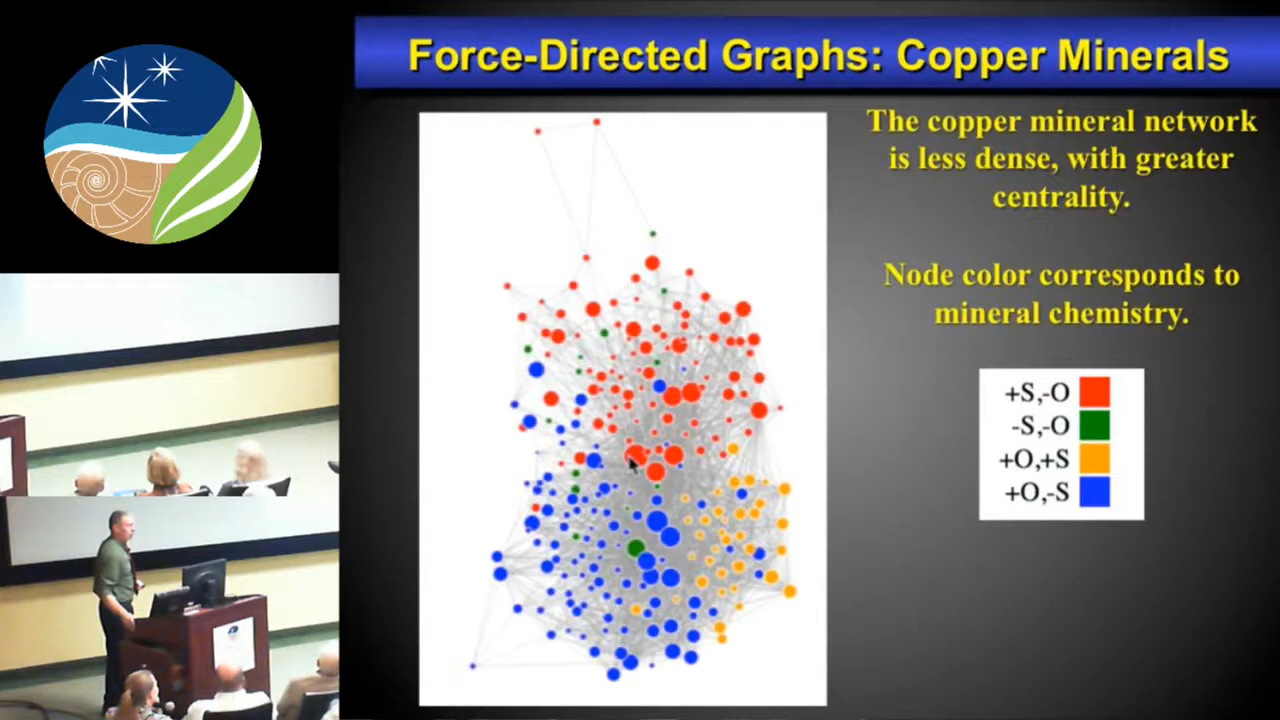 Force-Directed Graphs: Copper Minerals
The copper mineral network
is less dense, with greater
centrality.
Node color corresponds to
mineral chemistry.
+S,-O
-S,-O
+O,+S
+O,-S